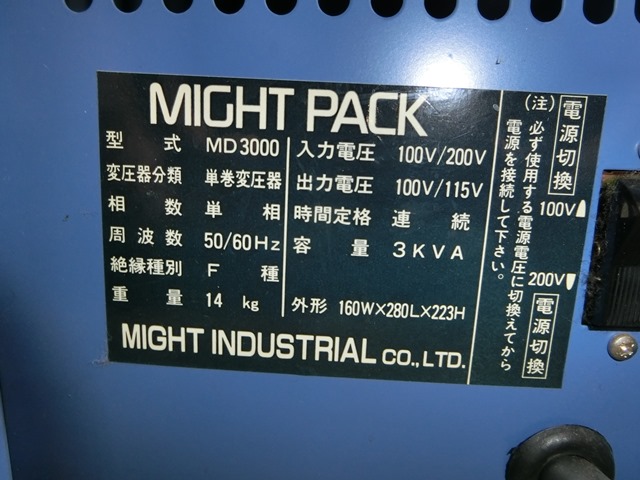 MIGHT PACK
型式 MD3000
変圧器分類 単巻変圧器
相数 単相
周波数 50/60Hz
絶縁種別 F種
重量 14kg
入力電圧 100V/200V
出力電圧 100V/115V
時間定格 連続
容量 3KVA
外形 160W×280L×223H
MIGHT INDUSTRIAL CO.,LTD.
電源切換
100V
200V
電源切換
(注)必ず使用する電源電圧に切換えてから
電源を接続して下さい。